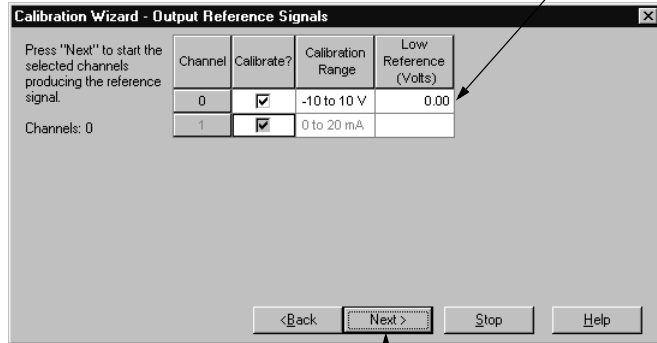 Calibration Wizard - Output Reference Signals
Press "Next" to start the
selected channels
producing the reference
signal.
Channels: 0
Channel Calibrate? Calibration Range Low Reference (Volts)
0 -10 to 10 V 0.00
1 0 to 20 mA
<Back Next > Stop Help